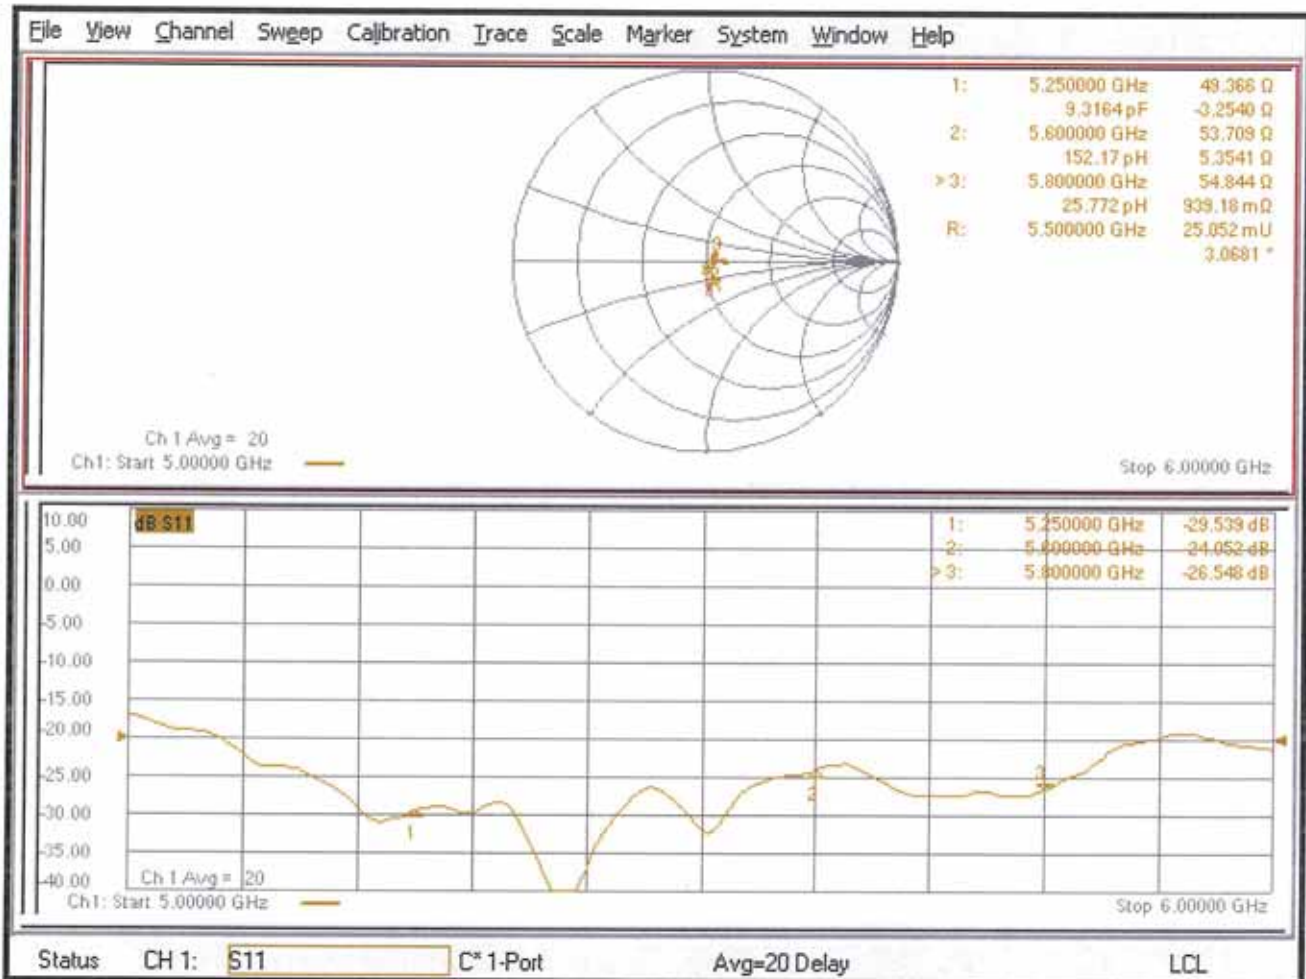 File View Channel Sweep Calibration Trace Scale Marker System Window Help
1: 5.250000 GHz 49.366 Ω
9.3164 pF -3.2540 Ω
2: 5.600000 GHz 53.709 Ω
152.17 pH 5.3541 Ω
> 3: 5.800000 GHz 54.844 Ω
25.772 pH 939.18 mΩ
R: 5.500000 GHz 25.052 mU
3.0681 °
Ch 1 Avg = 20
Ch1: Start 5.00000 GHz Stop 6.00000 GHz
10.00
dB S11
1: 5.250000 GHz -29.539 dB
5.00
2: 5.600000 GHz -24.052 dB
> 3: 5.800000 GHz -26.548 dB
0.00
-5.00
-10.00
-15.00
-20.00
-25.00
2
3
-30.00
1
-35.00
-40.00
Ch 1 Avg = 20
Ch1: Start 5.00000 GHz Stop 6.00000 GHz
Status CH 1: S11 C* 1-Port Avg=20 Delay LCL